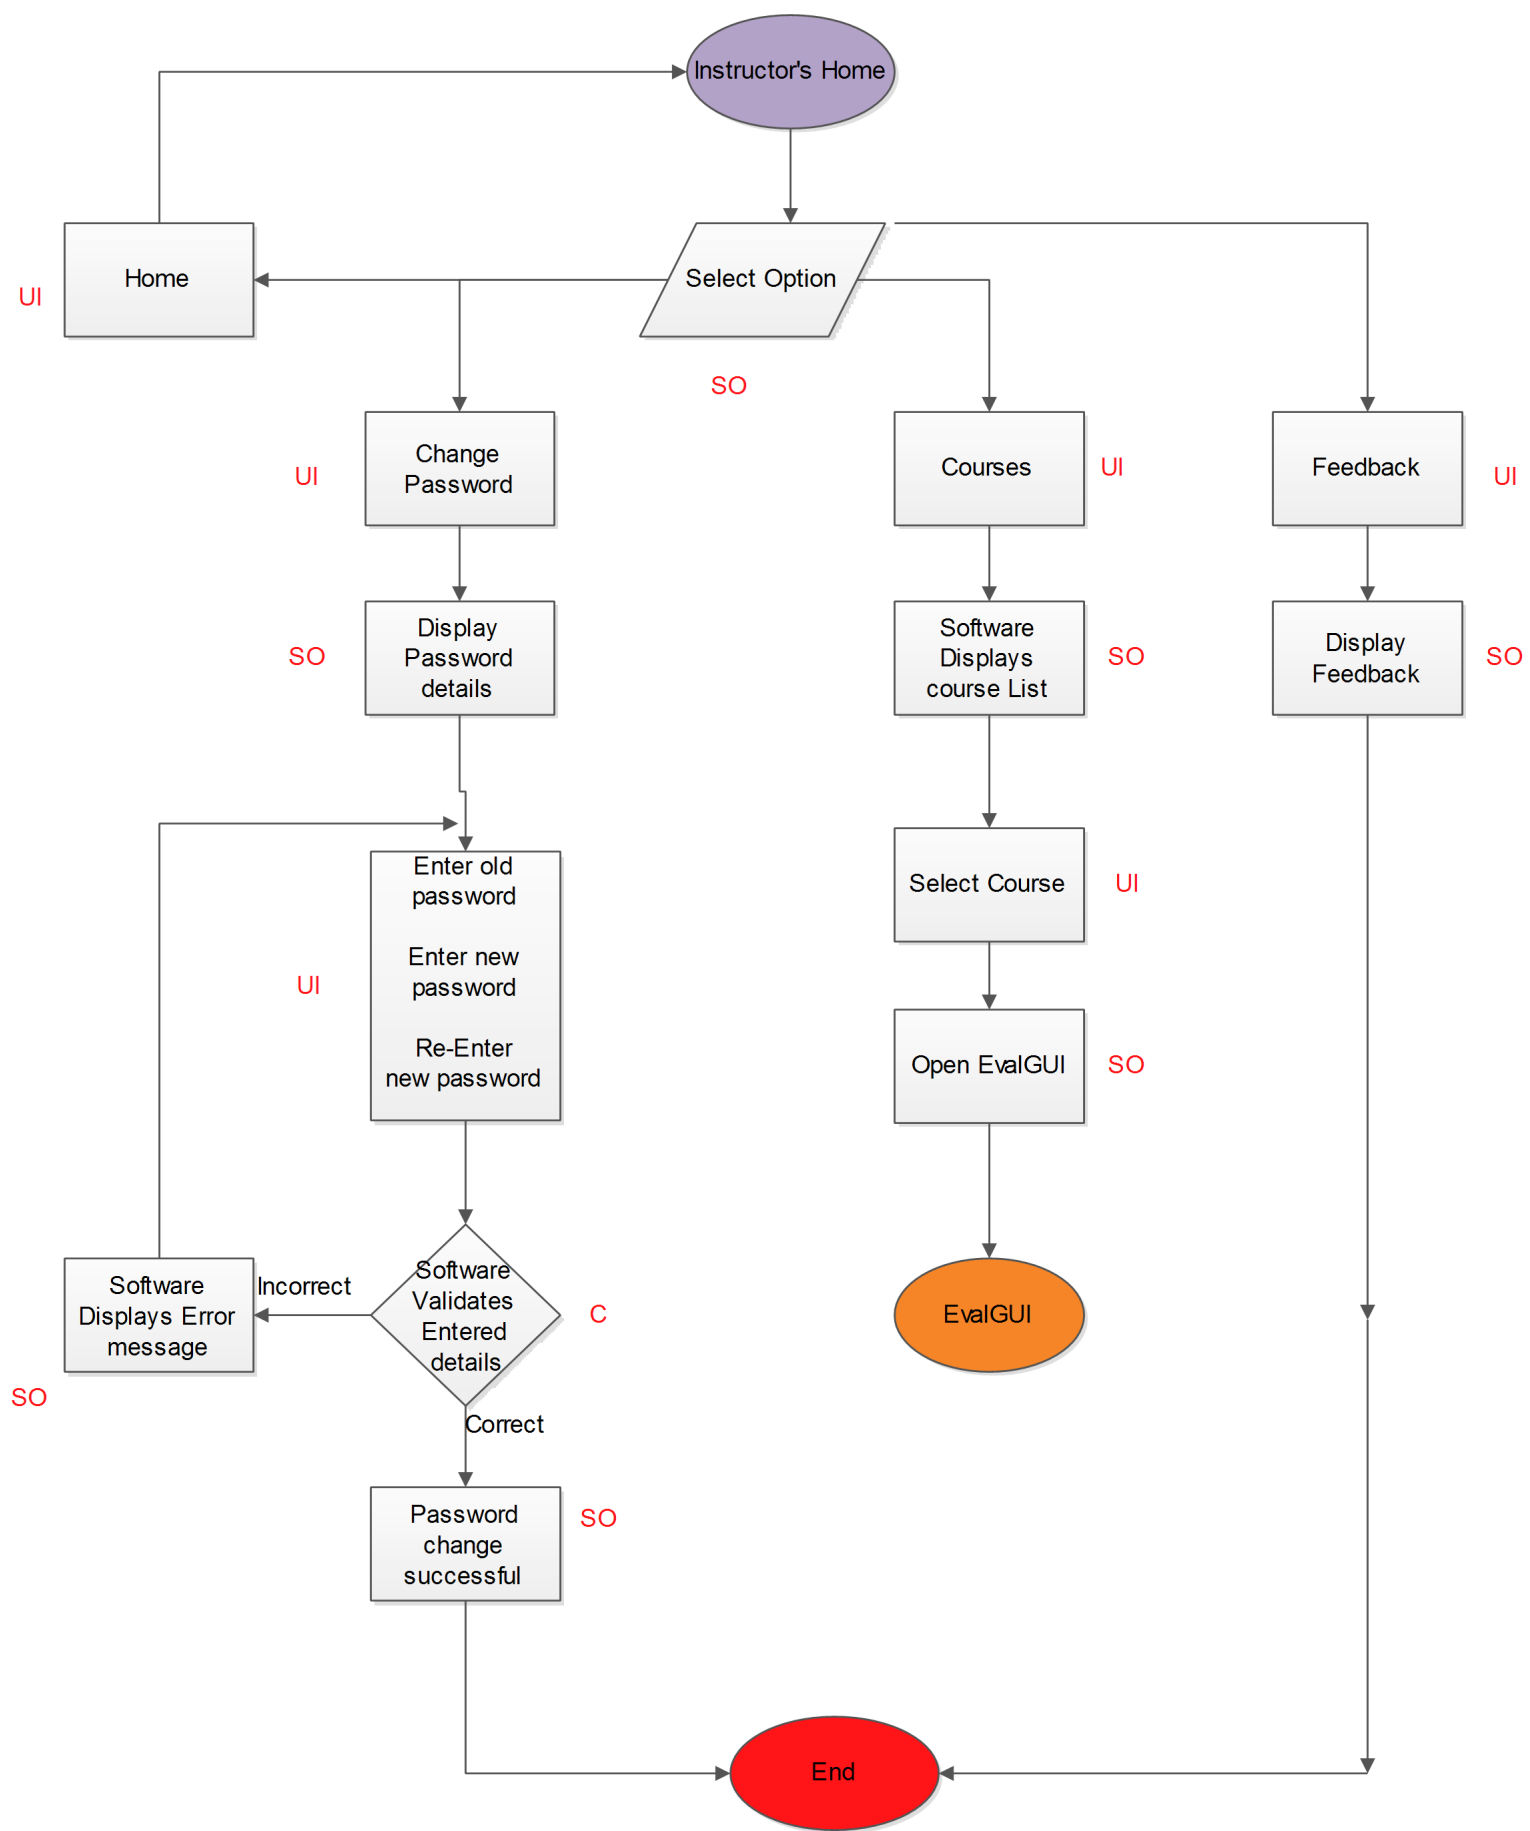 Instructor's Home
Home
UI
Select Option
SO
Change
Password
UI
Courses
UI
Feedback
UI
Display
Password
details
SO
Software
Displays
course List
SO
Display
Feedback
SO
Enter old
password
Enter new
password
Re-Enter
new password
UI
Select Course
UI
Open EvalGUI
SO
Software
Displays Error
message
SO
Incorrect
Software
Validates
Entered
details
C
EvalGUI
Correct
Password
change
successful
SO
End